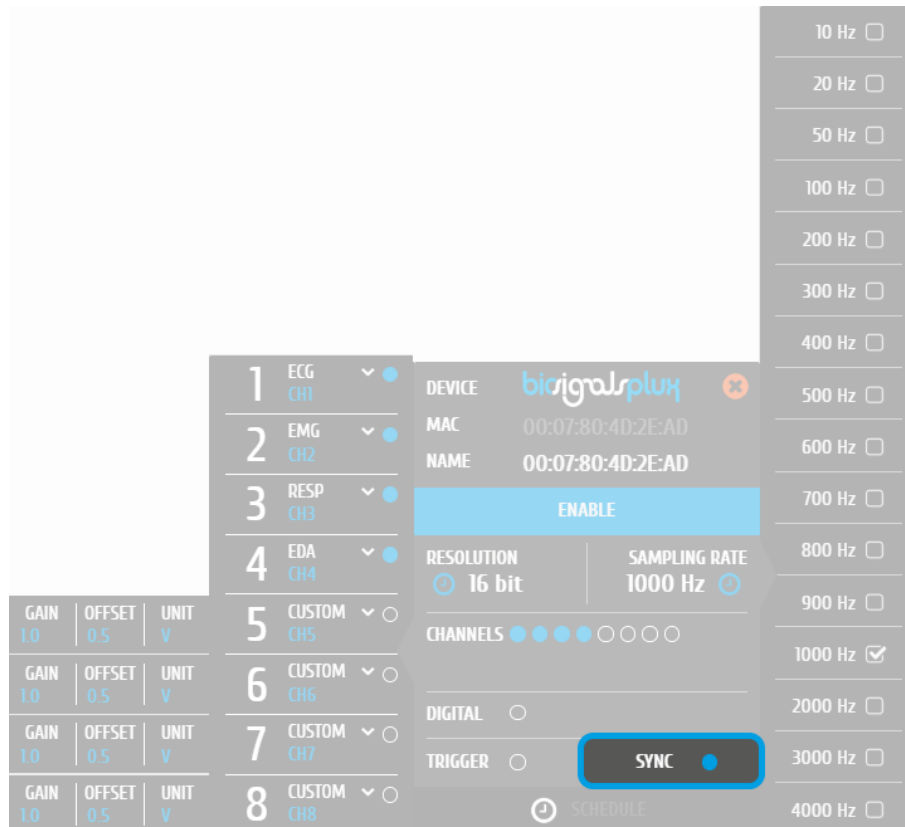 GAIN OFFSET UNIT
1.0 0.5 V
GAIN OFFSET UNIT
1.0 0.5 V
GAIN OFFSET UNIT
1.0 0.5 V
GAIN OFFSET UNIT
1.0 0.5 V
1 ECG
CH1
2 EMG
CH2
3 RESP
CH3
4 EDA
CH4
5 CUSTOM
CH5
6 CUSTOM
CH6
7 CUSTOM
CH7
8 CUSTOM
CH8
DEVICE biosignalsplux
MAC 00:07:80:4D:2E:AD
NAME 00:07:80:4D:2E:AD
ENABLE
RESOLUTION SAMPLING RATE
16 bit 1000 Hz
CHANNELS
DIGITAL
TRIGGER SYNC
SCHEDULE
10 Hz
20 Hz
50 Hz
100 Hz
200 Hz
300 Hz
400 Hz
500 Hz
600 Hz
700 Hz
800 Hz
900 Hz
1000 Hz
2000 Hz
3000 Hz
4000 Hz